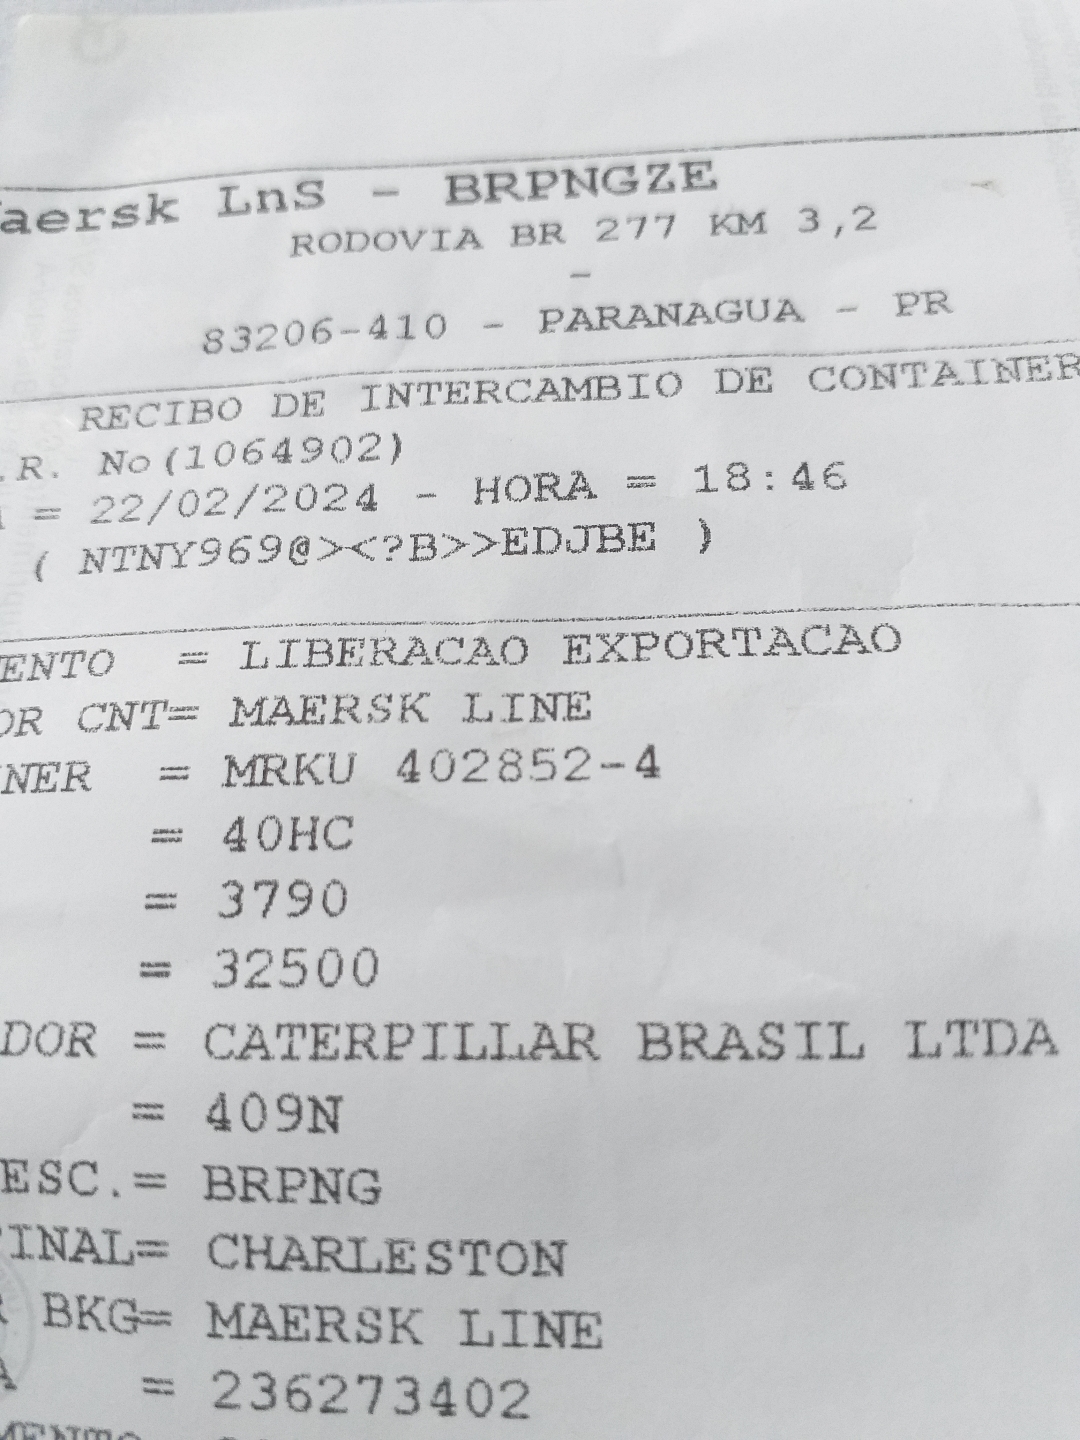 aersk LnS - BRPNGZE
RODOVIA BR 277 KM 3,2
-
83206-410 - PARANAGUA - PR
RECIBO DE INTERCAMBIO DE CONTAINER
.R. No(1064902)
= 22/02/2024 - HORA = 18:46
( NTNY969@><?B>>EDJBE )
ENTO = LIBERACAO EXPORTACAO
OR CNT= MAERSK LINE
NER = MRKU 402852-4
= 40HC
= 3790
= 32500
DOR = CATERPILLAR BRASIL LTDA
= 409N
ESC.= BRPNG
INAL= CHARLESTON
R BKG= MAERSK LINE
A = 236273402